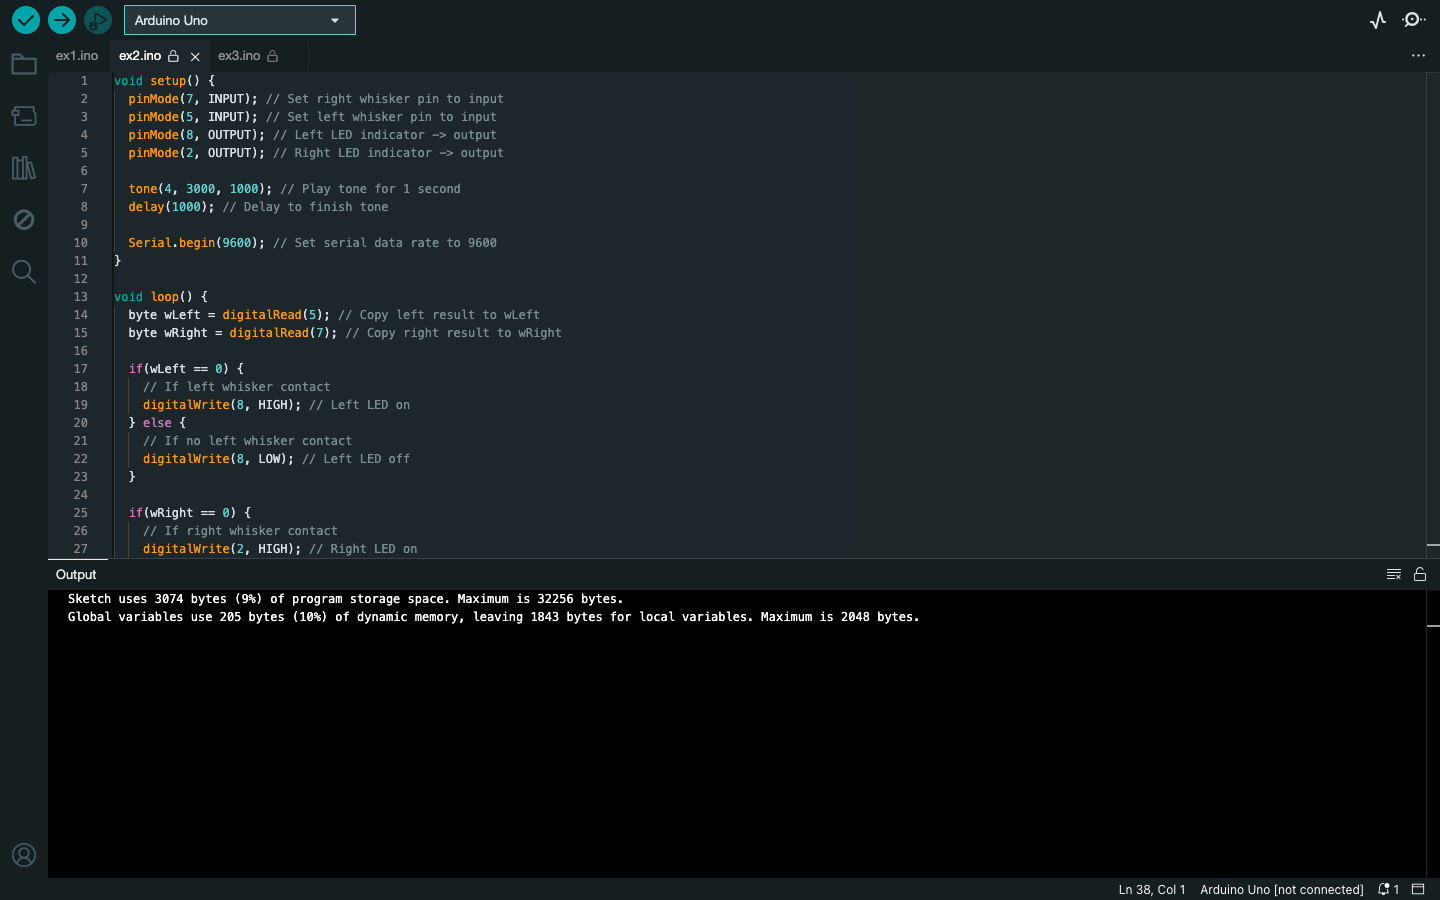 Arduino Uno
ex1.ino ex2.ino ex3.ino
1 void setup() {
2 pinMode(7, INPUT); // Set right whisker pin to input
3 pinMode(5, INPUT); // Set left whisker pin to input
4 pinMode(8, OUTPUT); // Left LED indicator -> output
5 pinMode(2, OUTPUT); // Right LED indicator -> output
6
7 tone(4, 3000, 1000); // Play tone for 1 second
8 delay(1000); // Delay to finish tone
9
10 Serial.begin(9600); // Set serial data rate to 9600
11 }
12
13 void loop() {
14 byte wLeft = digitalRead(5); // Copy left result to wLeft
15 byte wRight = digitalRead(7); // Copy right result to wRight
16
17 if(wLeft == 0) {
18 // If left whisker contact
19 digitalWrite(8, HIGH); // Left LED on
20 } else {
21 // If no left whisker contact
22 digitalWrite(8, LOW); // Left LED off
23 }
24
25 if(wRight == 0) {
26 // If right whisker contact
27 digitalWrite(2, HIGH); // Right LED on
Output
Sketch uses 3074 bytes (9%) of program storage space. Maximum is 32256 bytes.
Global variables use 205 bytes (10%) of dynamic memory, leaving 1843 bytes for local variables. Maximum is 2048 bytes.
Ln 38, Col 1 Arduino Uno [not connected] 1